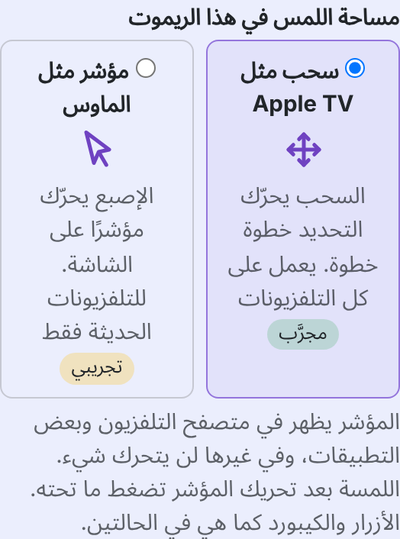 مساحة اللمس في هذا الريموت
سحب مثل
Apple TV
السحب يحرّك
التحديد خطوة
خطوة. يعمل على
كل التلفزيونات
مجرَّب
مؤشر مثل
الماوس
الإصبع يحرّك
مؤشرًا على
الشاشة.
للتلفزيونات
الحديثة فقط
تجريبي
المؤشر يظهر في متصفح التلفزيون وبعض
التطبيقات، وفي غيرها لن يتحرك شيء.
اللمسة بعد تحريك المؤشر تضغط ما تحته.
الأزرار والكيبورد كما هي في الحالتين.